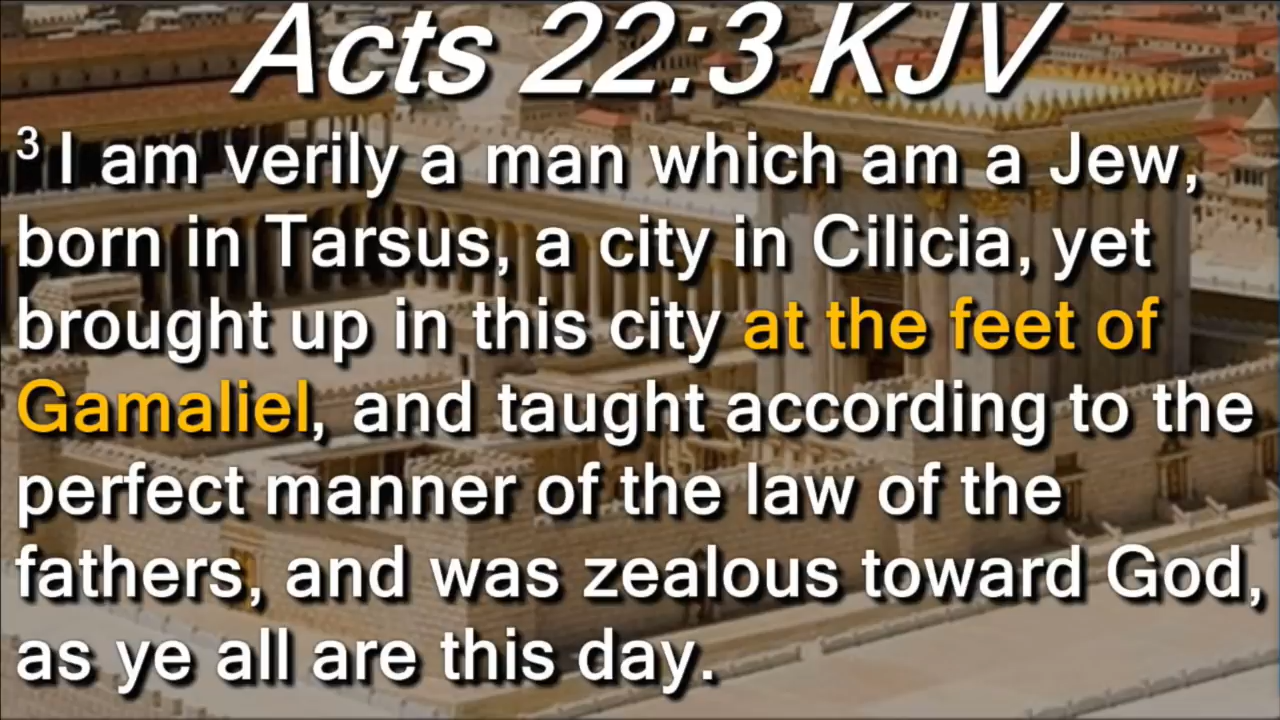 Acts 22:3 KJV
3 I am verily a man which am a Jew,
born in Tarsus, a city in Cilicia, yet
brought up in this city at the feet of
Gamaliel, and taught according to the
perfect manner of the law of the
fathers, and was zealous toward God,
as ye all are this day.